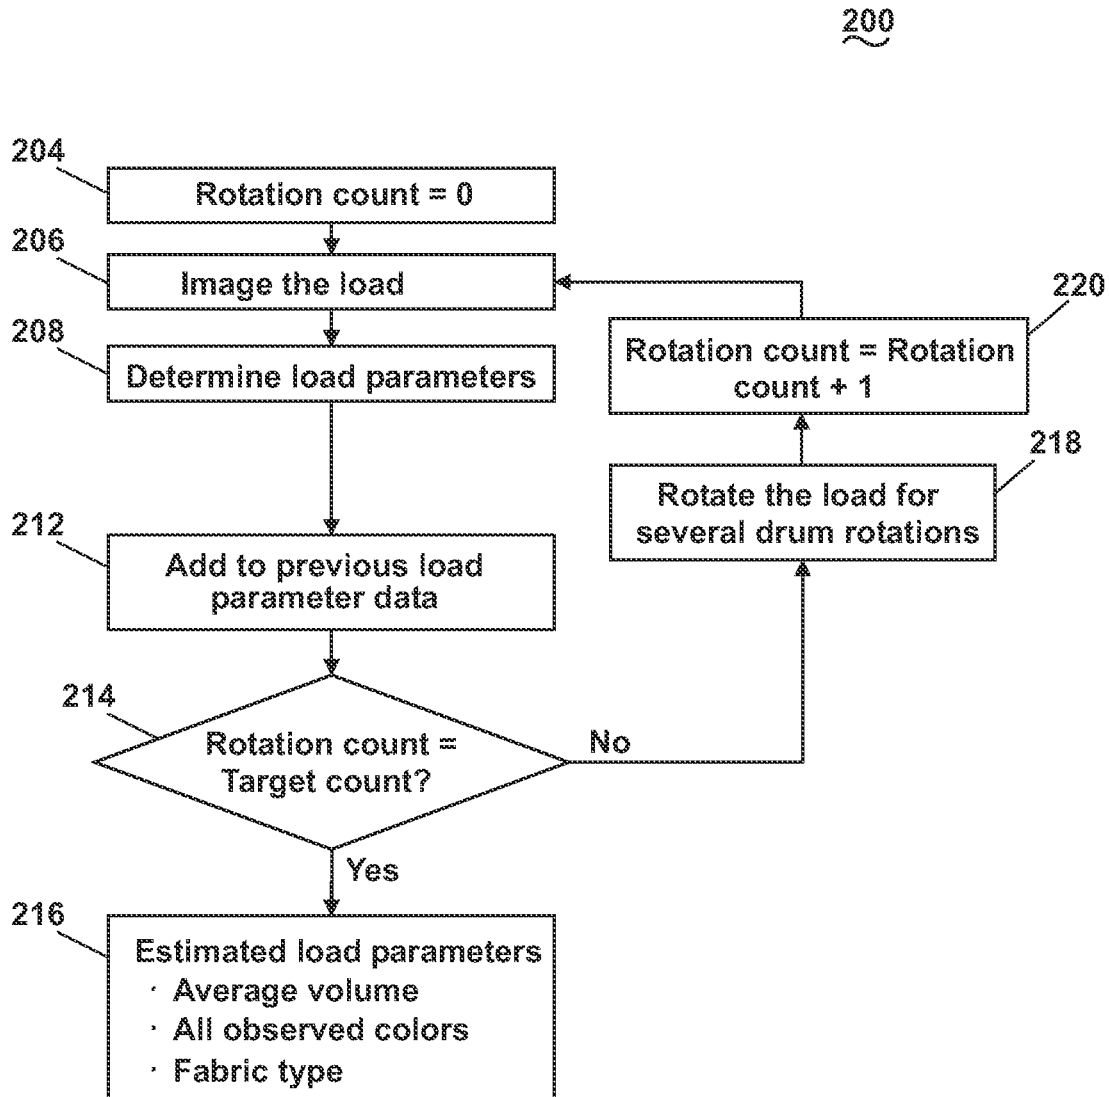 200
204
Rotation count = 0
206
Image the load
220
208
Rotation count = Rotation
count + 1
Determine load parameters
218
Rotate the load for
several drum rotations
212
Add to previous load
parameter data
214
Rotation count =
Target count?
No
Yes
216
Estimated load parameters
· Average volume
· All observed colors
· Fabric type